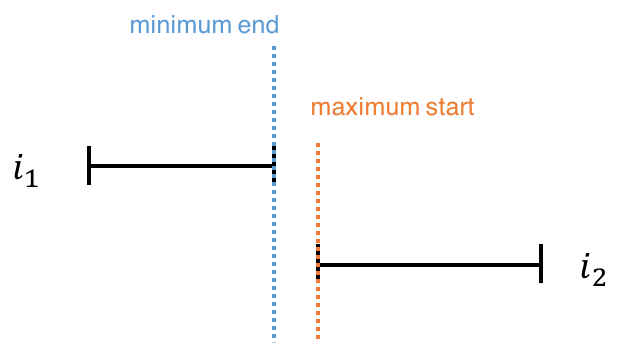 minimum end
maximum start
i₁
i₂